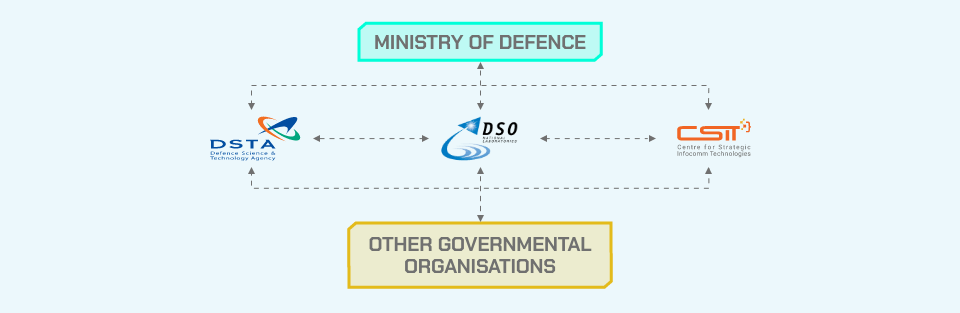 MINISTRY OF DEFENCE
DSTA
Defence Science &
Technology Agency
DSO
NATIONAL
LABORATORIES
CSIT
Centre for Strategic
Infocomm Technologies
OTHER GOVERNMENTAL
ORGANISATIONS